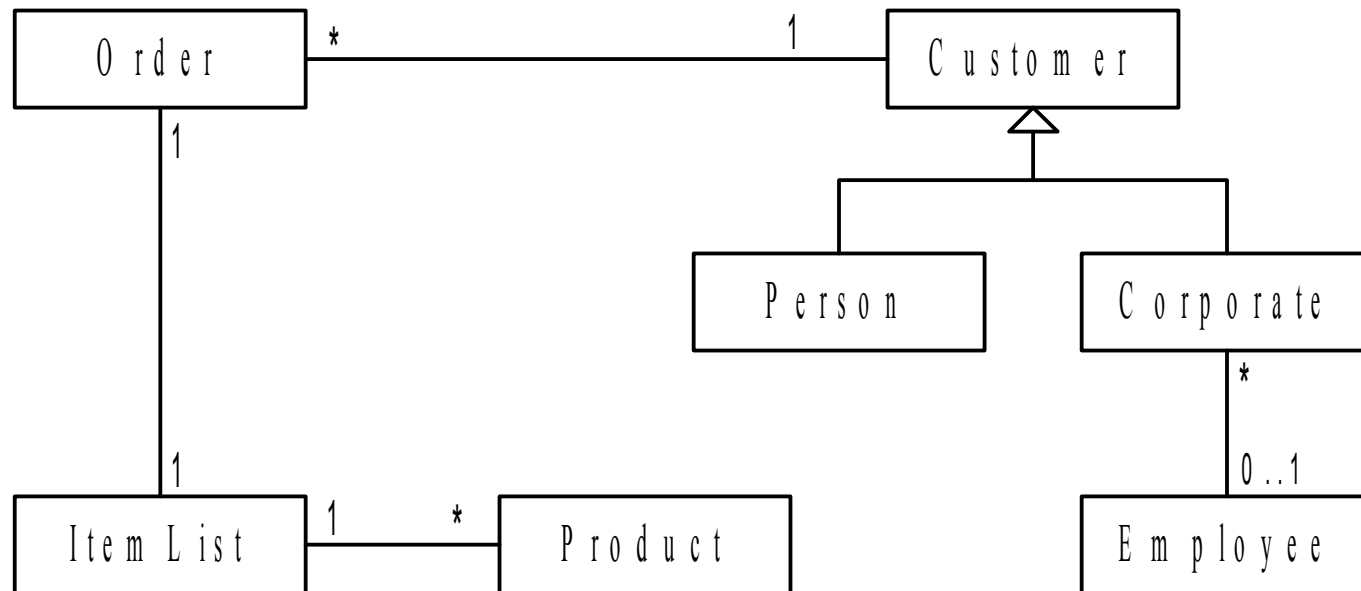 Order
* 1
Customer
1
Person
Corporate
*
1
0..1
Item List
1 *
Product
Employee